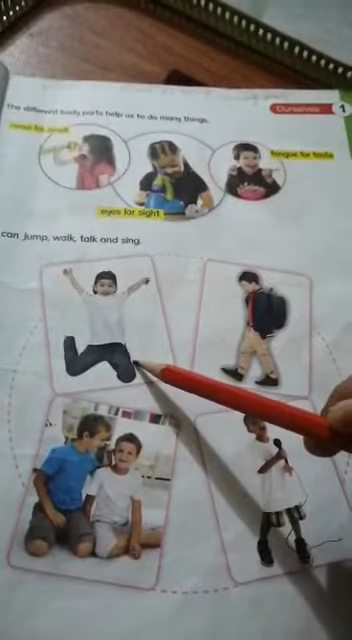 Ourselves 1
The different body parts help us to do many things.
nose to smell
tongue for taste
eyes for sight
can jump, walk, talk and sing.